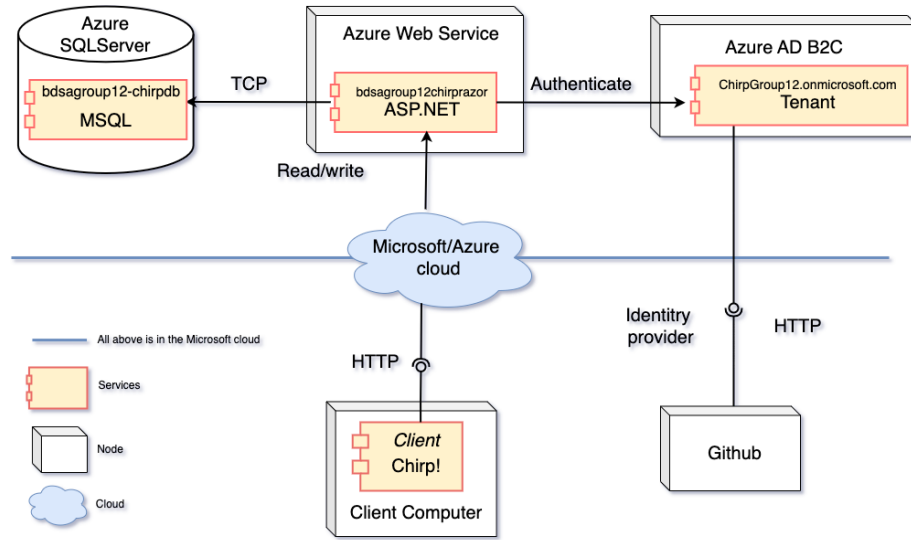 Azure
SQLServer
bdsagroup12-chirpdb
MSQL
TCP
Azure Web Service
bdsagroup12chirprazor
ASP.NET
Authenticate
Azure AD B2C
ChirpGroup12.onmicrosoft.com
Tenant
Read/write
Microsoft/Azure
cloud
HTTP
Identitry
provider
HTTP
All above is in the Microsoft cloud
Services
Node
Cloud
Client
Chirp!
Client Computer
Github